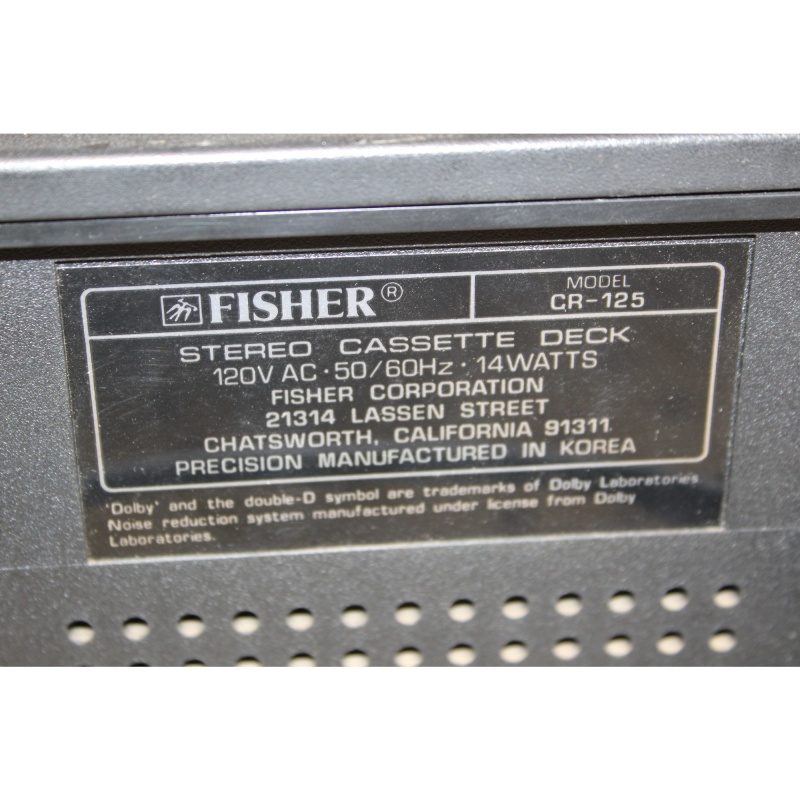 FISHER®
MODEL
CR-125
STEREO CASSETTE DECK
120V AC·50/60Hz·14WATTS
FISHER CORPORATION
21314 LASSEN STREET
CHATSWORTH, CALIFORNIA 91311
PRECISION MANUFACTURED IN KOREA
'Dolby' and the double-D symbol are trademarks of Dolby Laboratories
Noise reduction system manufactured under license from Dolby
Laboratories.